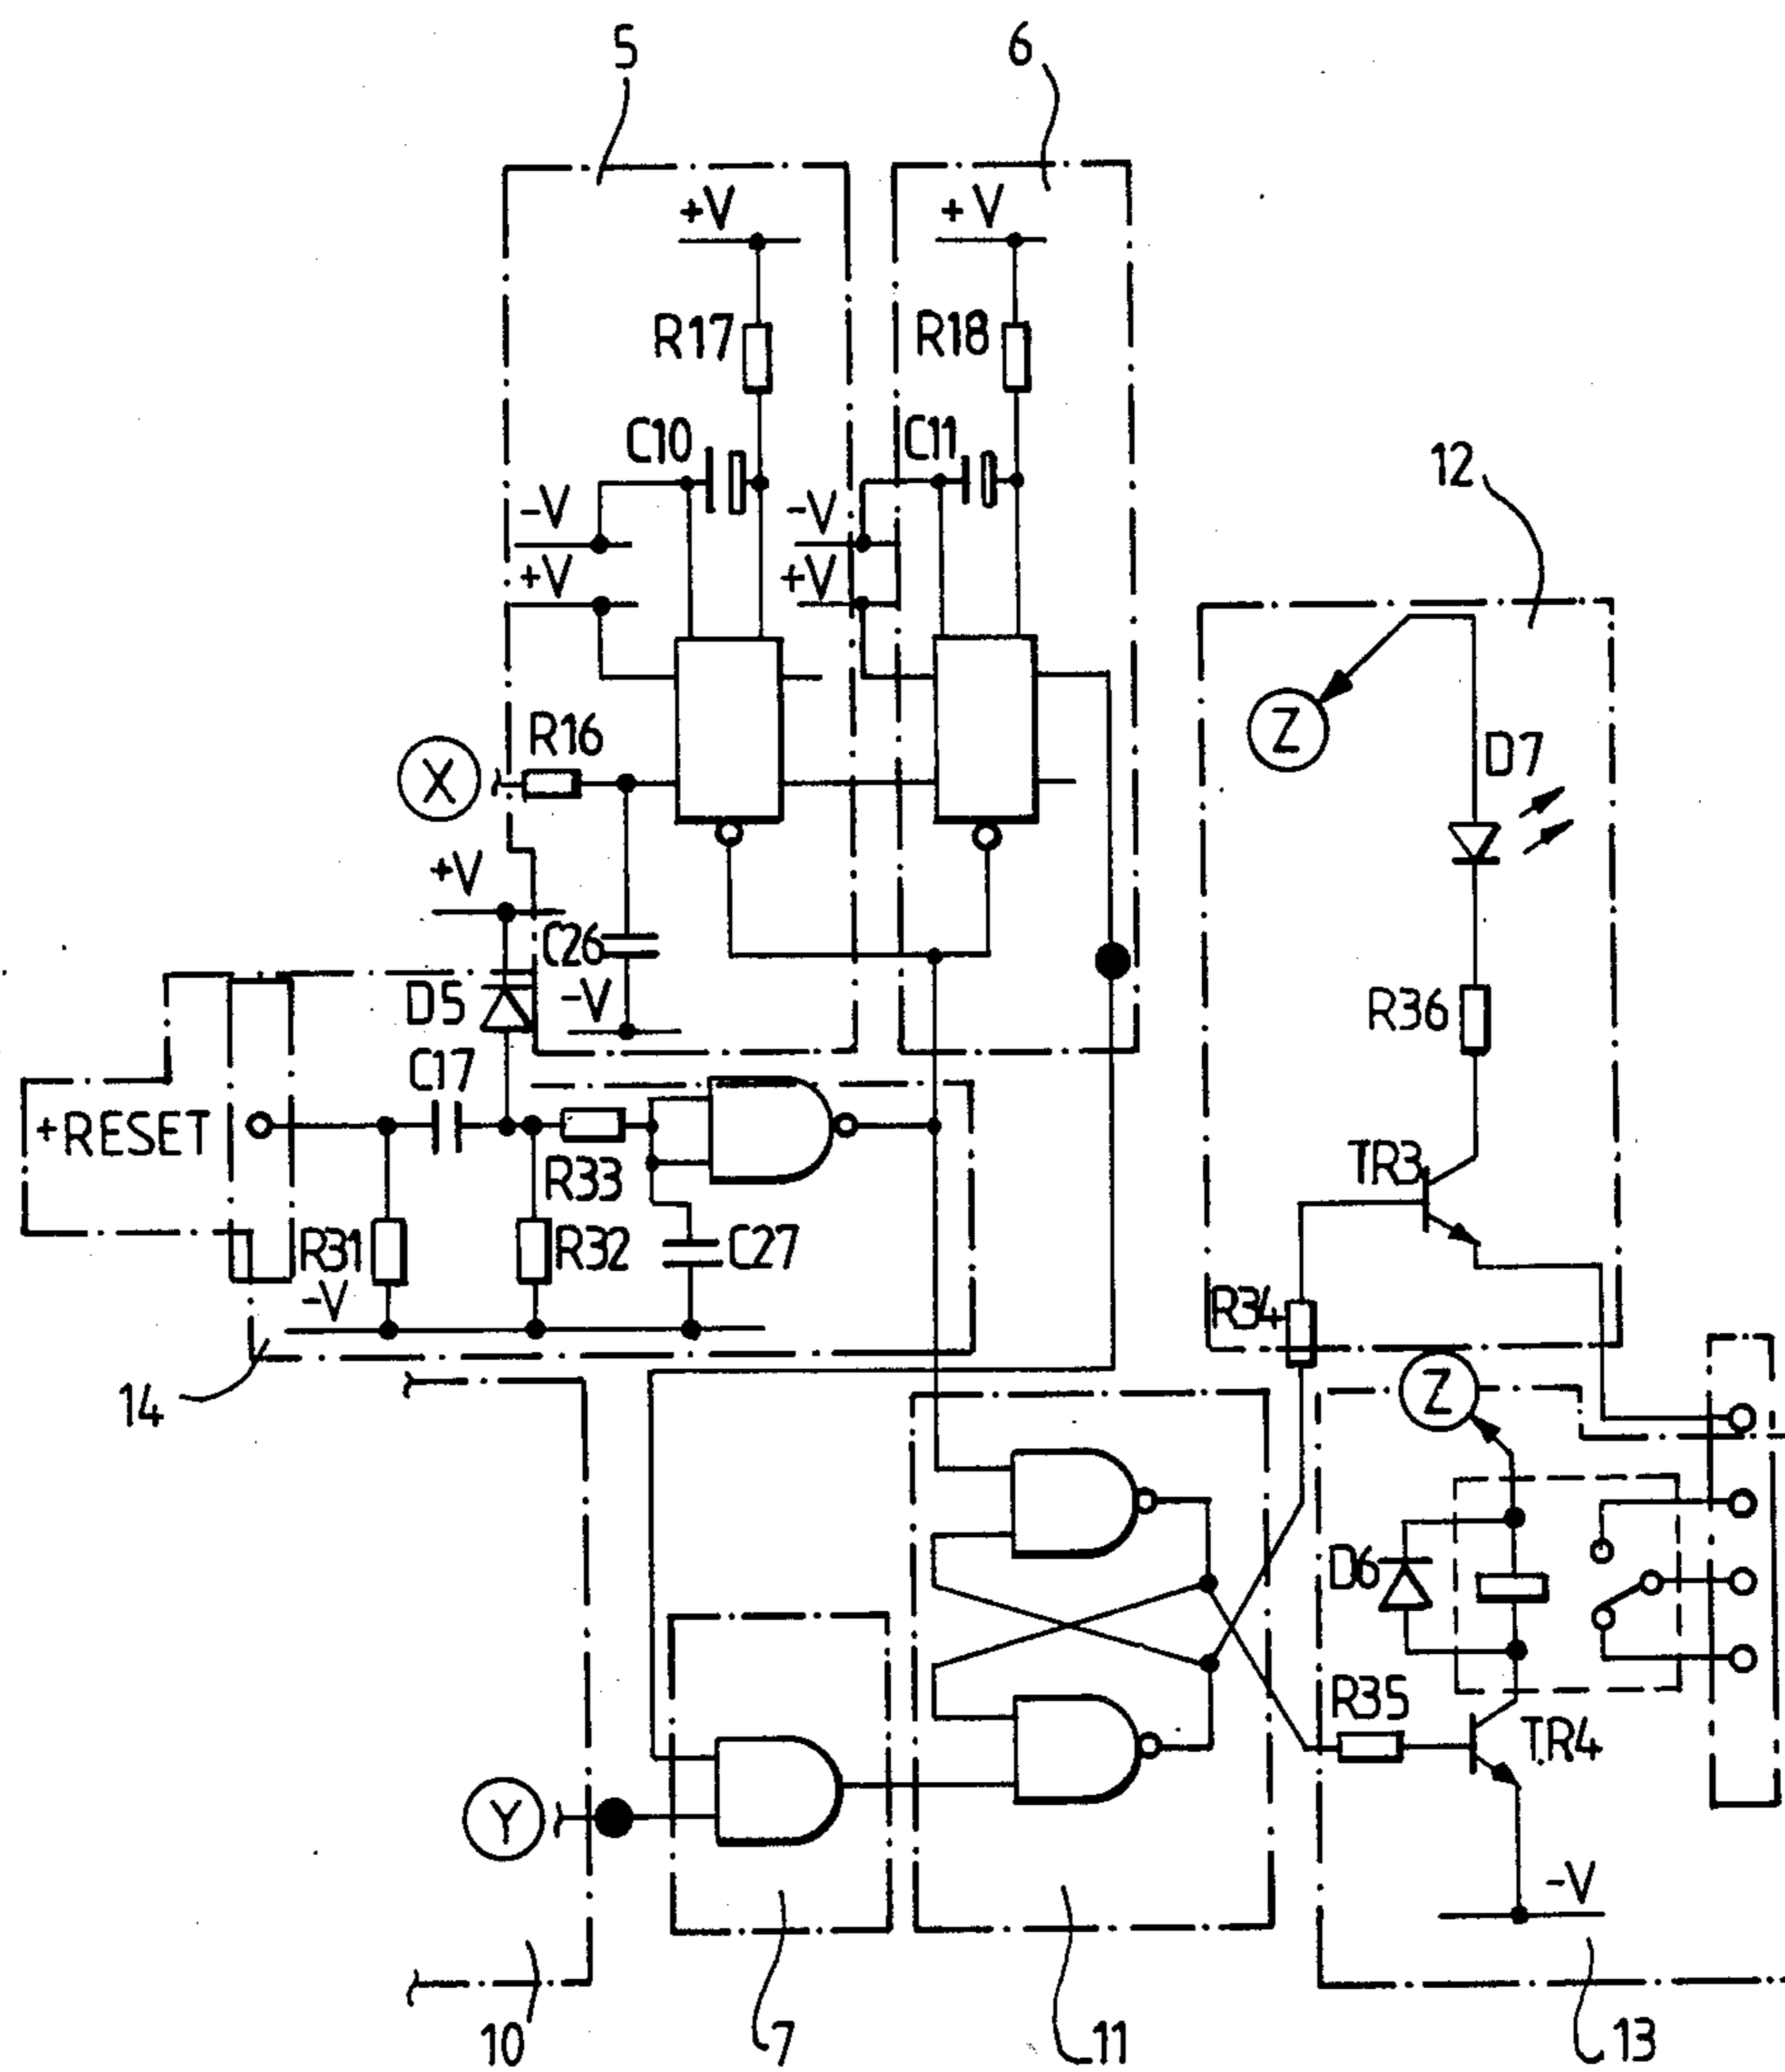 5
6
+V
+V
R17
R18
C10
C11
12
-V
-V
+V
+V
Z
R16
D7
X
+V
C26
D5
-V
R36
C17
+RESET
TR3
R33
R31
R32
C27
-V
R34
14
Z
D6
R35
TR4
Y
-V
10
7
11
13